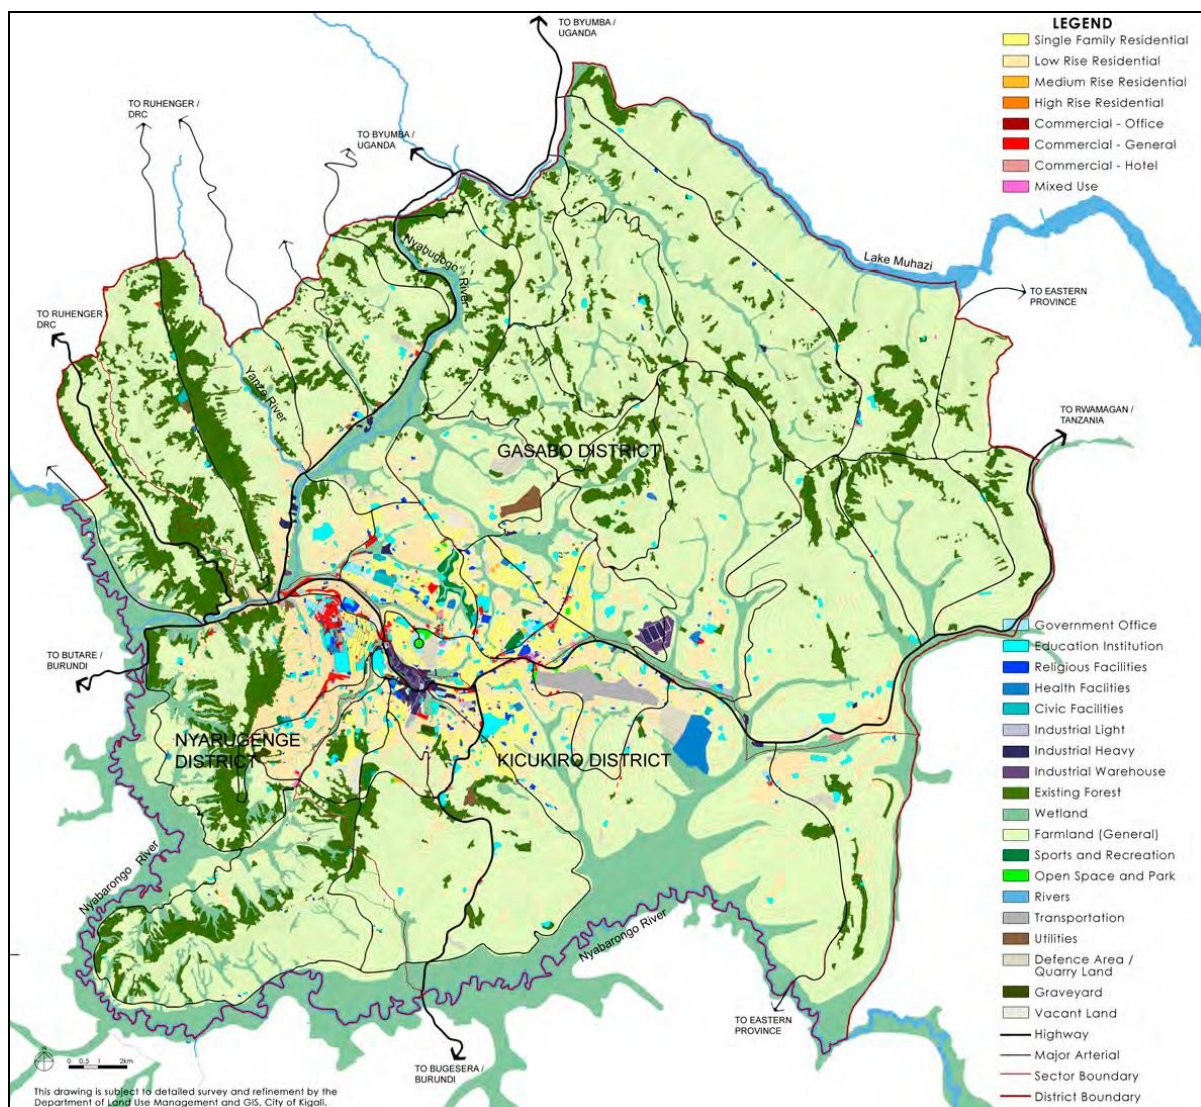 TO BYUMBA /
UGANDA
TO RUHENGER /
DRC
TO BYUMBA /
UGANDA
TO RUHENGER
DRC
Nyabugogo River
Yanze River
Lake Muhazi
TO EASTERN
PROVINCE
TO RWAMAGAN /
TANZANIA
GASABO DISTRICT
TO BUTARE /
BURUNDI
NYARUGENGE
DISTRICT
KICUKIRO DISTRICT
Nyabarongo River
Nyabarongo River
TO EASTERN
PROVINCE
TO BUGESERA /
BURUNDI
LEGEND
Single Family Residential
Low Rise Residential
Medium Rise Residential
High Rise Residential
Commercial - Office
Commercial - General
Commercial - Hotel
Mixed Use
Government Office
Education Institution
Religious Facilities
Health Faclities
Civic Facilities
Industrial Light
Industrial Heavy
Industrial Warehouse
Existing Forest
Wetland
Farmland (General)
Sports and Recreation
Open Space and Park
Rivers
Transportation
Utilities
Defence Area /
Quarry Land
Graveyard
Vacant Land
Highway
Major Arterial
Sector Boundary
District Boundary
0 0.5 1 2km
This drawing is subject to detailed survey and refinement by the
Department of Land Use Management and GIS, City of Kigali.